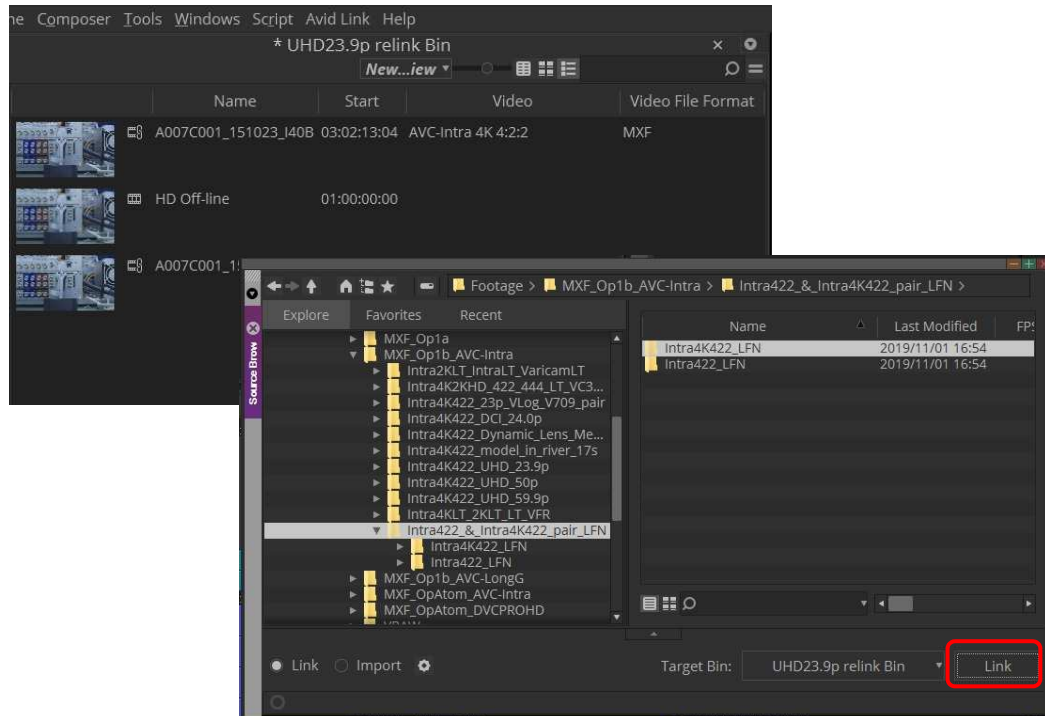 ne Composer Tools Windows Script Avid Link Help
* UHD23.9p relink Bin
New...iew
Name Start Video Video File Format
A007C001_151023_I40B 03:02:13:04 AVC-Intra 4K 4:2:2 MXF
HD Off-line 01:00:00:00
A007C001_1
Footage > MXF_Op1b_AVC-Intra > Intra422_&_Intra4K422_pair_LFN >
Explore Favorites Recent
Source Brow
MXF_Op1a
MXF_Op1b_AVC-Intra
Intra2KLT_IntraLT_VaricamLT
Intra4K2KHD_422_444_LT_VC3...
Intra4K422_23p_VLog_V709_pair
Intra4K422_DCI_24.0p
Intra4K422_Dynamic_Lens_Me...
Intra4K422_model_in_river_17s
Intra4K422_UHD_23.9p
Intra4K422_UHD_50p
Intra4K422_UHD_59.9p
Intra4KLT_2KLT_LT_VFR
Intra422_&_Intra4K422_pair_LFN
Intra4K422_LFN
Intra422_LFN
MXF_Op1b_AVC-LongG
MXF_OpAtom_AVC-Intra
MXF_OpAtom_DVCPROHD
Name Last Modified FPS
Intra4K422_LFN 2019/11/01 16:54
Intra422_LFN 2019/11/01 16:54
Link Import Target Bin: UHD23.9p relink Bin Link